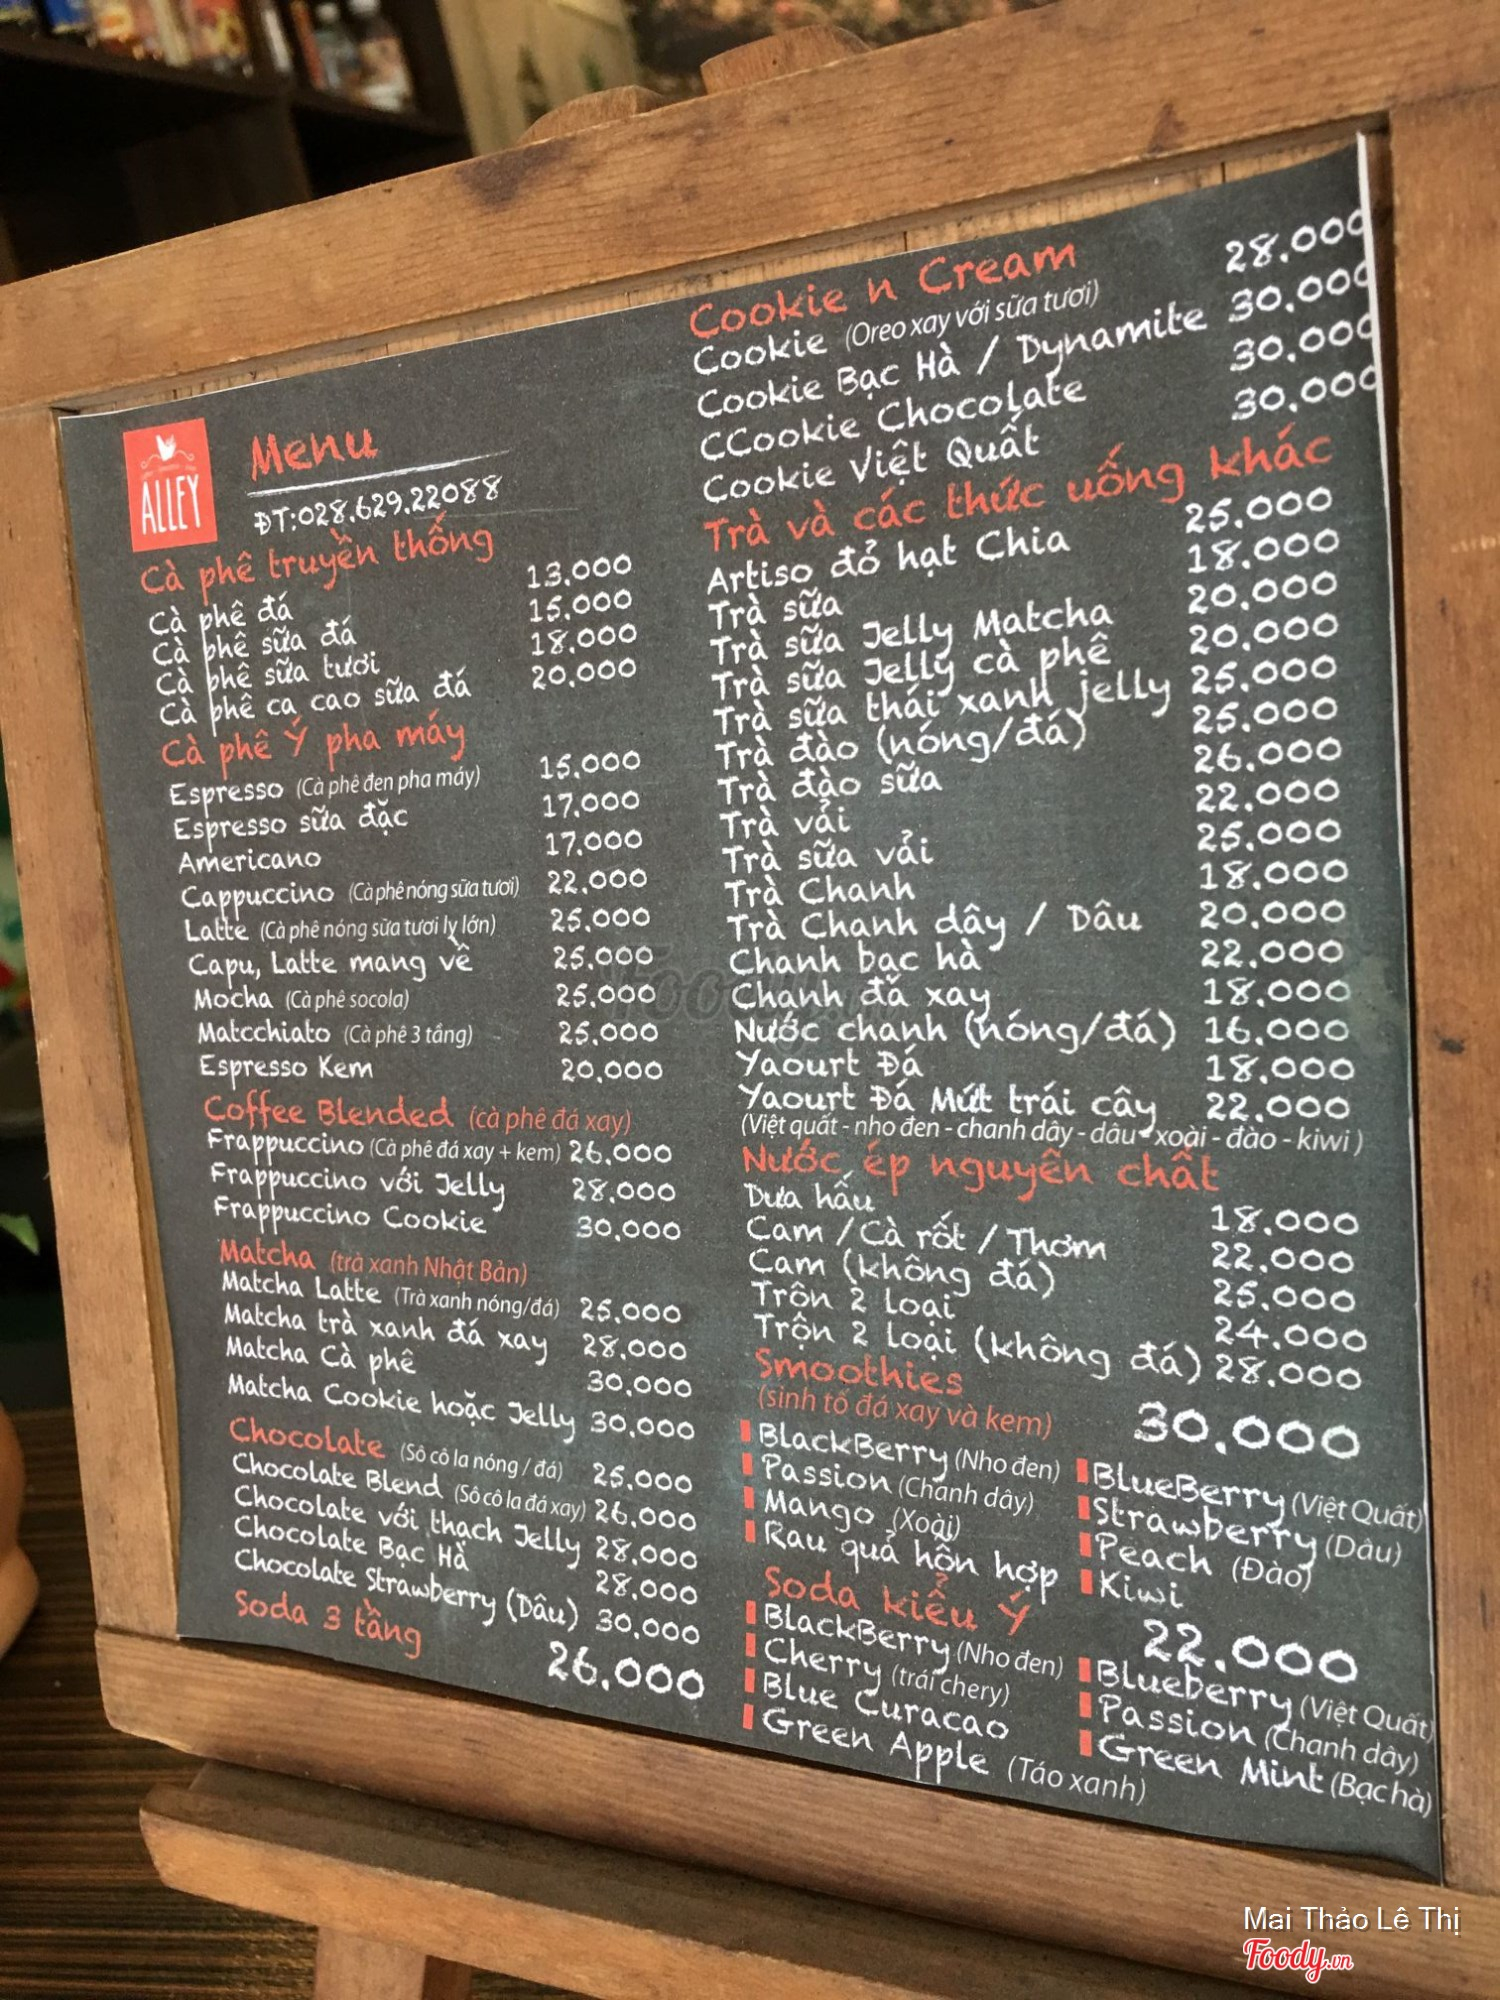 ALLEY
Menu
ĐT:028.629.22088
Cà phê truyền thống
Cà phê đá 13.000
Cà phê sữa đá 15.000
Cà phê sữa tươi 18.000
Cà phê ca cao sữa đá 20.000
Cà phê Ý pha máy
Espresso (Cà phê đen pha máy) 15.000
Espresso sữa đặc 17.000
Americano 17.000
Cappuccino (Cà phê nóng sữa tươi) 22.000
Latte (Cà phê nóng sữa tươi ly lớn) 25.000
Capu, Latte mang về 25.000
Mocha (Cà phê socola) 25.000
Matcchiato (Cà phê 3 tầng) 25.000
Espresso Kem 20.000
Coffee Blended (cà phê đá xay)
Frappuccino (Cà phê đá xay + kem) 26.000
Frappuccino với Jelly 28.000
Frappuccino Cookie 30.000
Matcha (trà xanh Nhật Bản)
Matcha Latte (Trà xanh nóng/đá) 25.000
Matcha trà xanh đá xay 28.000
Matcha Cà phê 30.000
Matcha Cookie hoặc Jelly 30.000
Chocolate (Sô cô la nóng / đá) 25.000
Chocolate Blend (Sô cô la đá xay) 26.000
Chocolate với thạch Jelly 28.000
Chocolate Bạc Hà 28.000
Chocolate Strawberry (Dâu) 30.000
Soda 3 tầng 26.000
Cookie n Cream
Cookie (Oreo xay với sữa tươi) 28.000
Cookie Bạc Hà / Dynamite 30.000
CCookie Chocolate 30.000
Cookie Việt Quất 30.000
Trà và các thức uống khác
Artiso đỏ hạt Chia 25.000
Trà sữa 18.000
Trà sữa Jelly Matcha 20.000
Trà sữa Jelly cà phê 20.000
Trà sữa thái xanh jelly 25.000
Trà đào (nóng/đá) 25.000
Trà đào sữa 26.000
Trà vải 22.000
Trà sữa vải 25.000
Trà Chanh 18.000
Trà Chanh dây / Dâu 20.000
Chanh bạc hà 22.000
Chanh đá xay 18.000
Nước chanh (nóng/đá) 16.000
Yaourt Đá 18.000
Yaourt Đá Mứt trái cây 22.000
(Việt quất - nho đen - chanh dây - dâu - xoài - đào - kiwi )
Nước ép nguyên chất
Dưa hấu 18.000
Cam / Cà rốt / Thơm 22.000
Cam (không đá) 25.000
Trộn 2 loại 24.000
Trộn 2 loại (không đá) 28.000
Smoothies
(sinh tố đá xay và kem) 30.000
BlackBerry (Nho đen) BlueBerry (Việt Quất)
Passion (Chanh dây) Strawberry (Dâu)
Mango (Xoài) Peach (Đào)
Rau quả hỗn hợp Kiwi
Soda kiểu Ý 22.000
BlackBerry (Nho đen) Blueberry (Việt Quất)
Cherry (trái chery) Passion (Chanh dây)
Blue Curacao Green Mint (Bạc hà)
Green Apple (Táo xanh)
Mai Thảo Lê Thị
Foody.vn